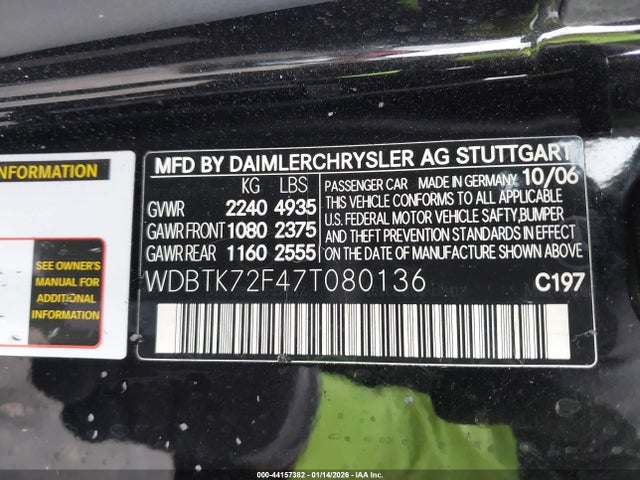 INFORMATION
SEE OWNER'S
MANUAL FOR
ADDITIONAL
INFORMATION
MFD BY DAIMLERCHRYSLER AG STUTTGART
KG LBS
GVWR 2240 4935
GAWR FRONT 1080 2375
GAWR REAR 1160 2555
PASSENGER CAR MADE IN GERMANY 10/06
THIS VEHICLE CONFORMS TO ALL APPLICABLE
U.S. FEDERAL MOTOR VEHICLE SAFTY,BUMPER
AND THEFT PREVENTION STANDARDS IN EFFECT
ON THE DATE OF MANUFACTURE SHOWN ABOVE
WDBTK72F47T080136
C197
000-44157382 - 01/14/2026 - IAA Inc.